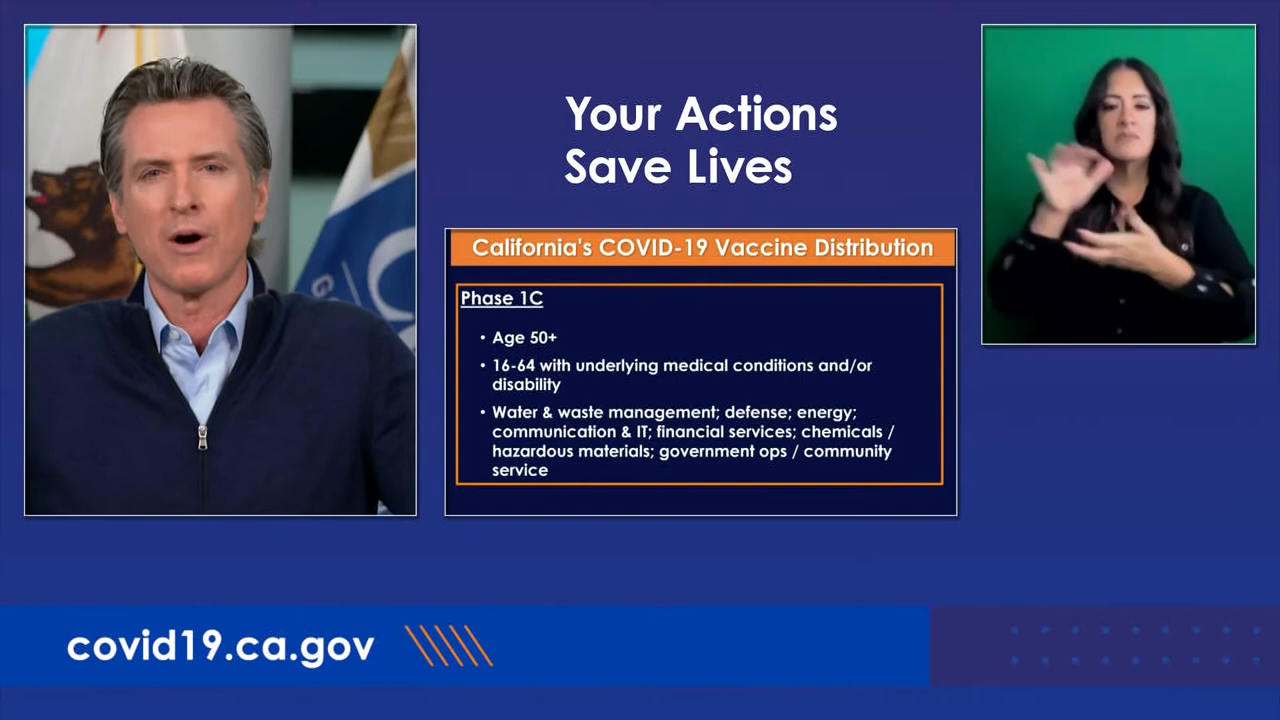 Your Actions
Save Lives
California's COVID-19 Vaccine Distribution
Phase 1C
• Age 50+
• 16-64 with underlying medical conditions and/or
disability
• Water & waste management; defense; energy;
communication & IT; financial services; chemicals /
hazardous materials; government ops / community
service
covid19.ca.gov